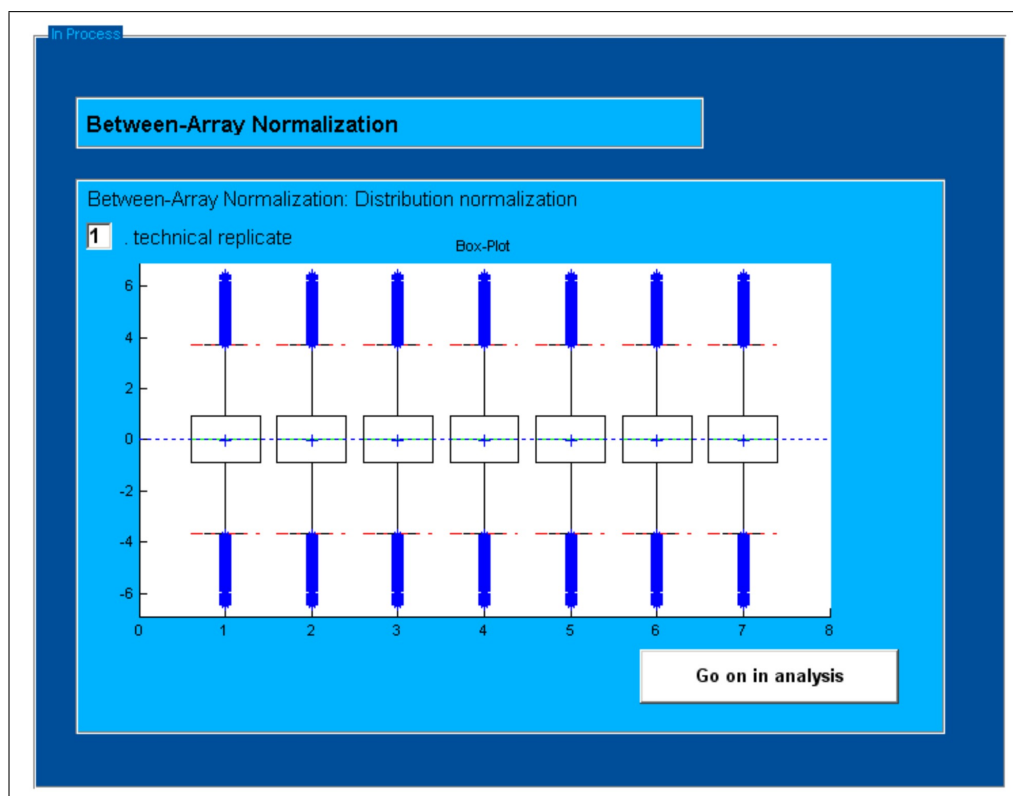 In Process
Between-Array Normalization
Between-Array Normalization: Distribution normalization
1 . technical replicate
Box-Plot
6
4
2
0
-2
-4
-6
0 1 2 3 4 5 6 7 8
Go on in analysis